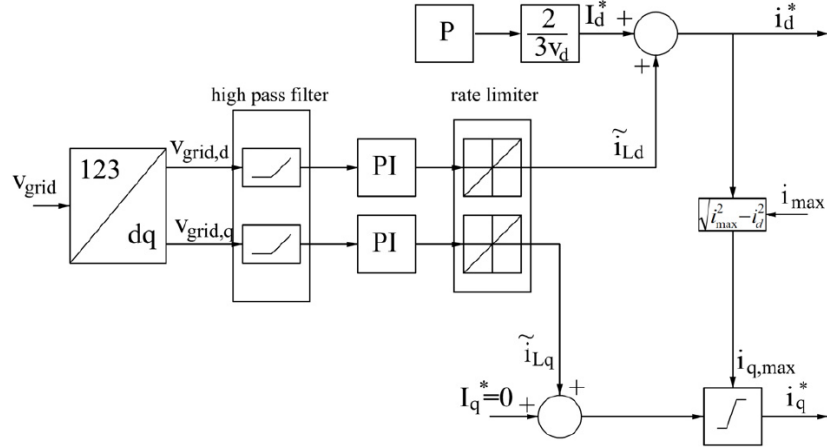 P
2
3v_d
I_d^*
+
+
i_d^*
high pass filter
rate limiter
123
dq
v_grid
v_grid,d
PI
ĩ_Ld
v_grid,q
PI
i_max
√i_max^2 – i_d^2
ĩ_Lq
i_q,max
I_q^*=0
+
+
i_q^*